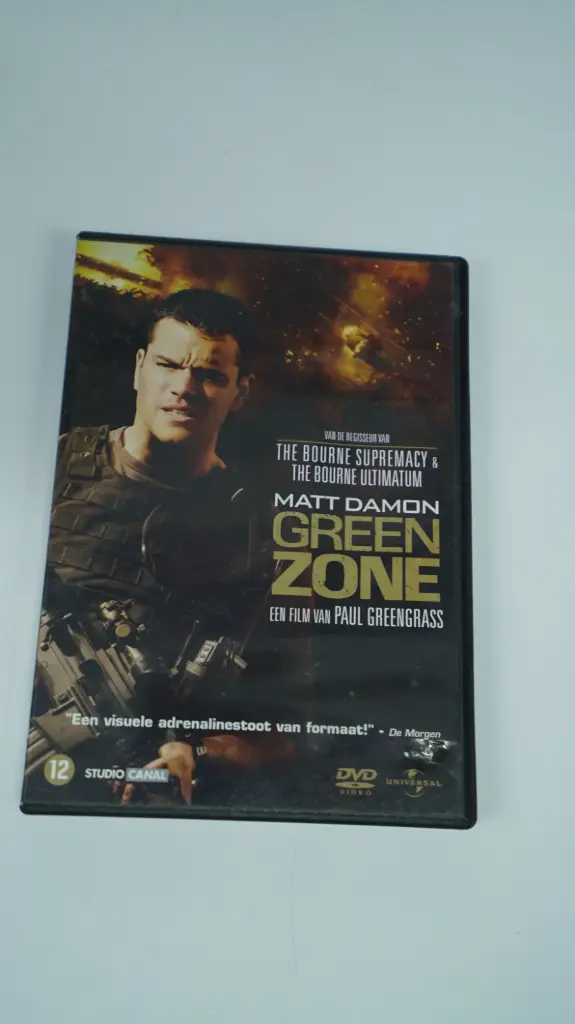 VAN DE REGISSEUR VAN
THE BOURNE SUPREMACY &
THE BOURNE ULTIMATUM
MATT DAMON
GREEN
ZONE
EEN FILM VAN PAUL GREENGRASS
"Een visuele adrenalinestoot van formaat!" - De Morgen
12 STUDIO CANAL DVD VIDEO UNIVERSAL